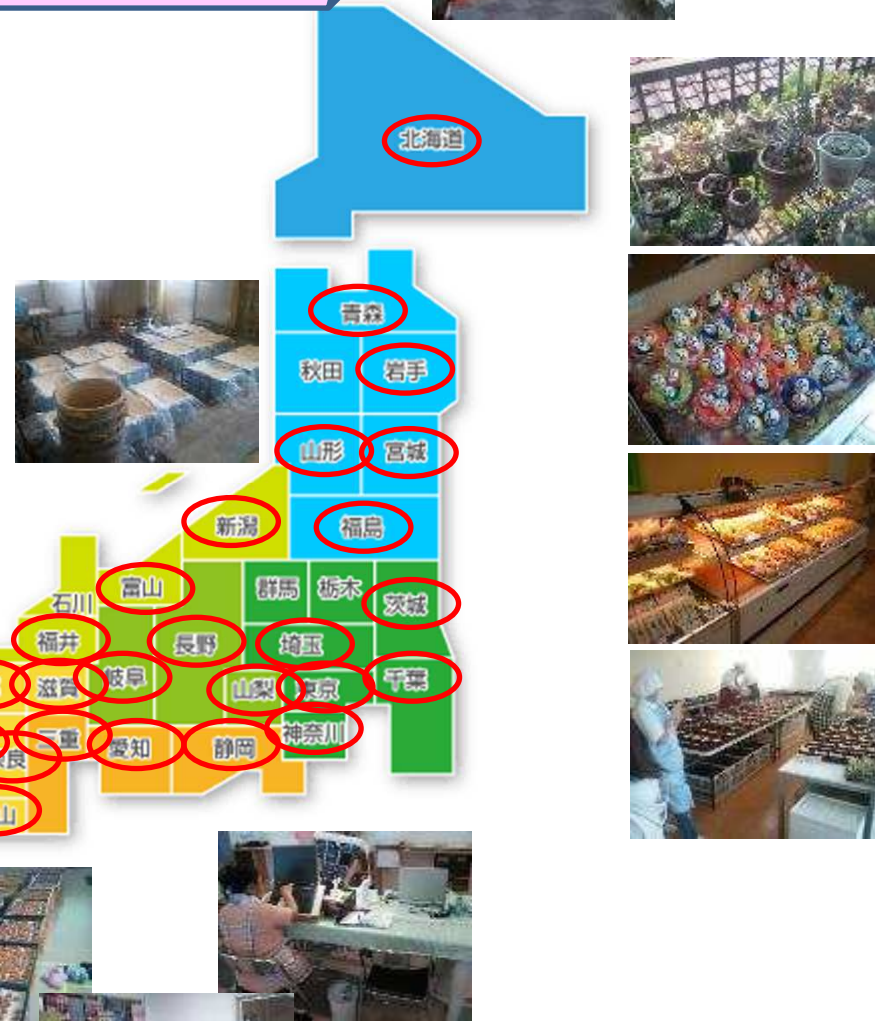 北海道
青森
秋田
岩手
山形
宮城
新潟
福島
富山
群馬
栃木
茨城
石川
福井
長野
埼玉
滋賀
岐阜
山梨
東京
千葉
三重
愛知
静岡
神奈川
良
山